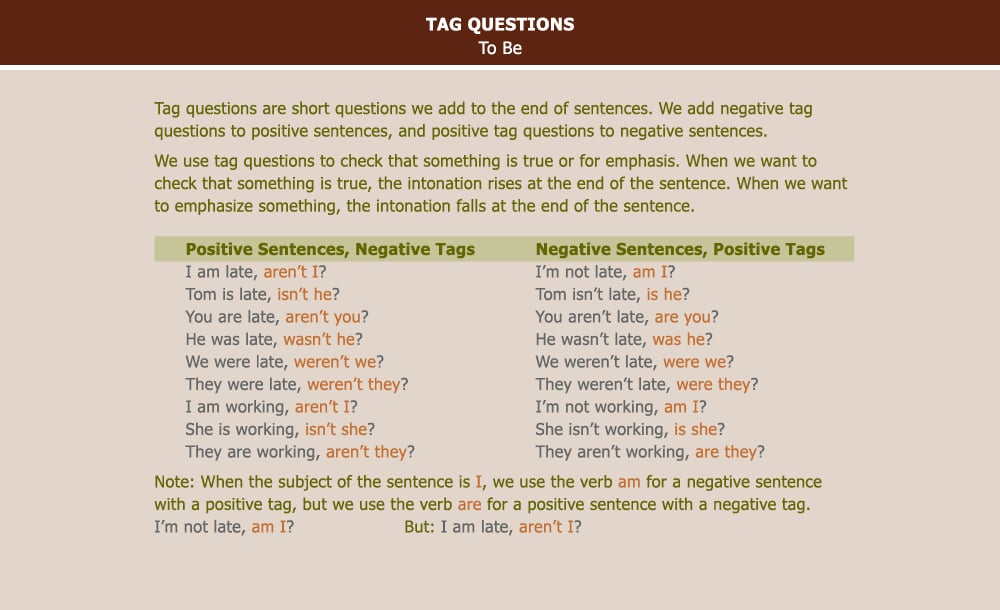 TAG QUESTIONS
To Be
Tag questions are short questions we add to the end of sentences. We add negative tag
questions to positive sentences, and positive tag questions to negative sentences.
We use tag questions to check that something is true or for emphasis. When we want to
check that something is true, the intonation rises at the end of the sentence. When we want
to emphasize something, the intonation falls at the end of the sentence.
Positive Sentences, Negative Tags Negative Sentences, Positive Tags
I am late, aren’t I? I’m not late, am I?
Tom is late, isn’t he? Tom isn’t late, is he?
You are late, aren’t you? You aren’t late, are you?
He was late, wasn’t he? He wasn’t late, was he?
We were late, weren’t we? We weren’t late, were we?
They were late, weren’t they? They weren’t late, were they?
I am working, aren’t I? I’m not working, am I?
She is working, isn’t she? She isn’t working, is she?
They are working, aren’t they? They aren’t working, are they?
Note: When the subject of the sentence is I, we use the verb am for a negative sentence
with a positive tag, but we use the verb are for a positive sentence with a negative tag.
I’m not late, am I? But: I am late, aren’t I?